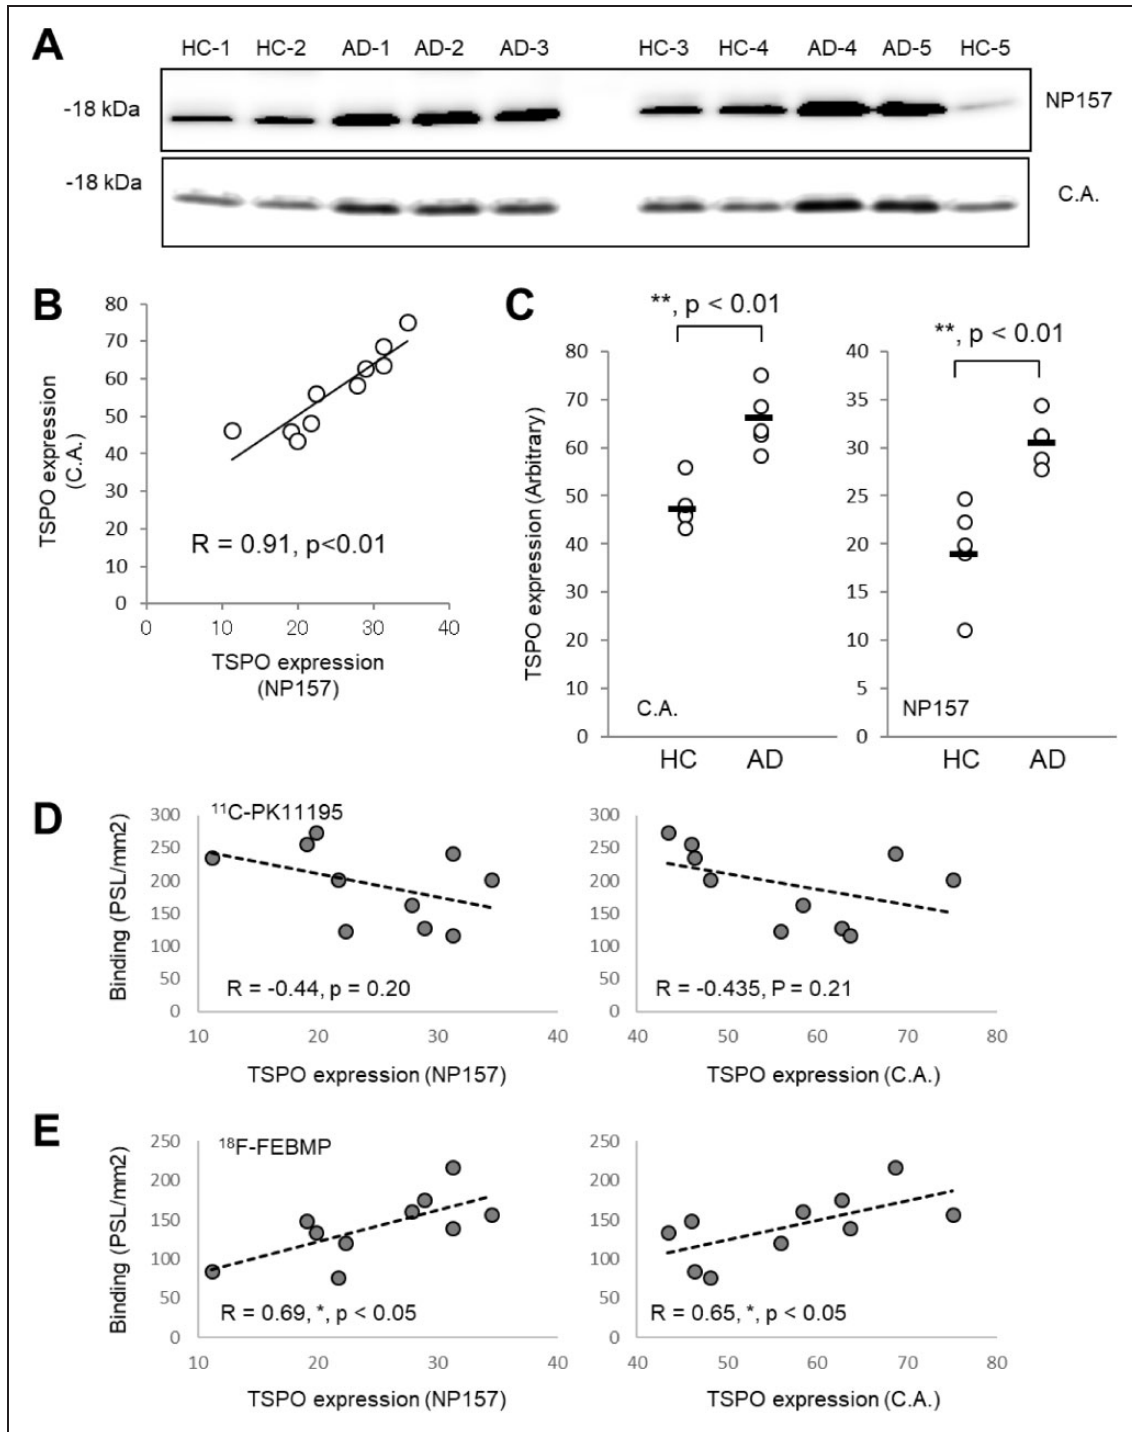 A
HC-1 HC-2 AD-1 AD-2 AD-3 HC-3 HC-4 AD-4 AD-5 HC-5
-18 kDa
NP157
-18 kDa
C.A.
B
80
70
60
50
40
30
20
10
0
TSPO expression
(C.A.)
R = 0.91, p<0.01
0 10 20 30 40
TSPO expression
(NP157)
C
**, p < 0.01
80
70
60
50
40
30
20
10
0
TSPO expression (Arbitrary)
C.A.
HC AD
**, p < 0.01
40
35
30
25
20
15
10
5
0
NP157
HC AD
D
300
250
200
150
100
50
0
Binding (PSL/mm2)
¹¹C-PK11195
R = -0.44, p = 0.20
10 20 30 40
TSPO expression (NP157)
300
250
200
150
100
50
0
R = -0.435, P = 0.21
40 50 60 70 80
TSPO expression (C.A.)
E
250
200
150
100
50
0
Binding (PSL/mm2)
¹⁸F-FEBMP
R = 0.69, *, p < 0.05
10 20 30 40
TSPO expression (NP157)
250
200
150
100
50
0
R = 0.65, *, p < 0.05
40 50 60 70 80
TSPO expression (C.A.)